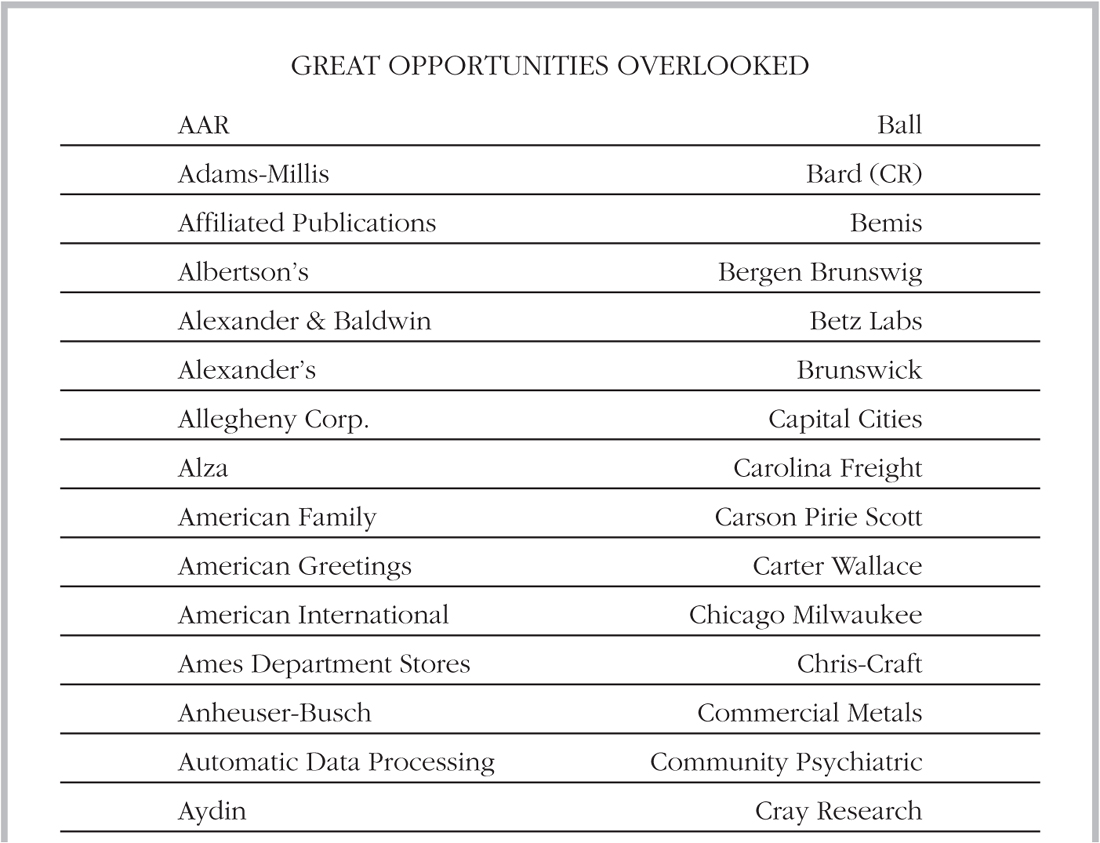 GREAT OPPORTUNITIES OVERLOOKED
AAR Ball
Adams-Millis Bard (CR)
Affiliated Publications Bemis
Albertson’s Bergen Brunswig
Alexander & Baldwin Betz Labs
Alexander’s Brunswick
Allegheny Corp. Capital Cities
Alza Carolina Freight
American Family Carson Pirie Scott
American Greetings Carter Wallace
American International Chicago Milwaukee
Ames Department Stores Chris-Craft
Anheuser-Busch Commercial Metals
Automatic Data Processing Community Psychiatric
Aydin Cray Research